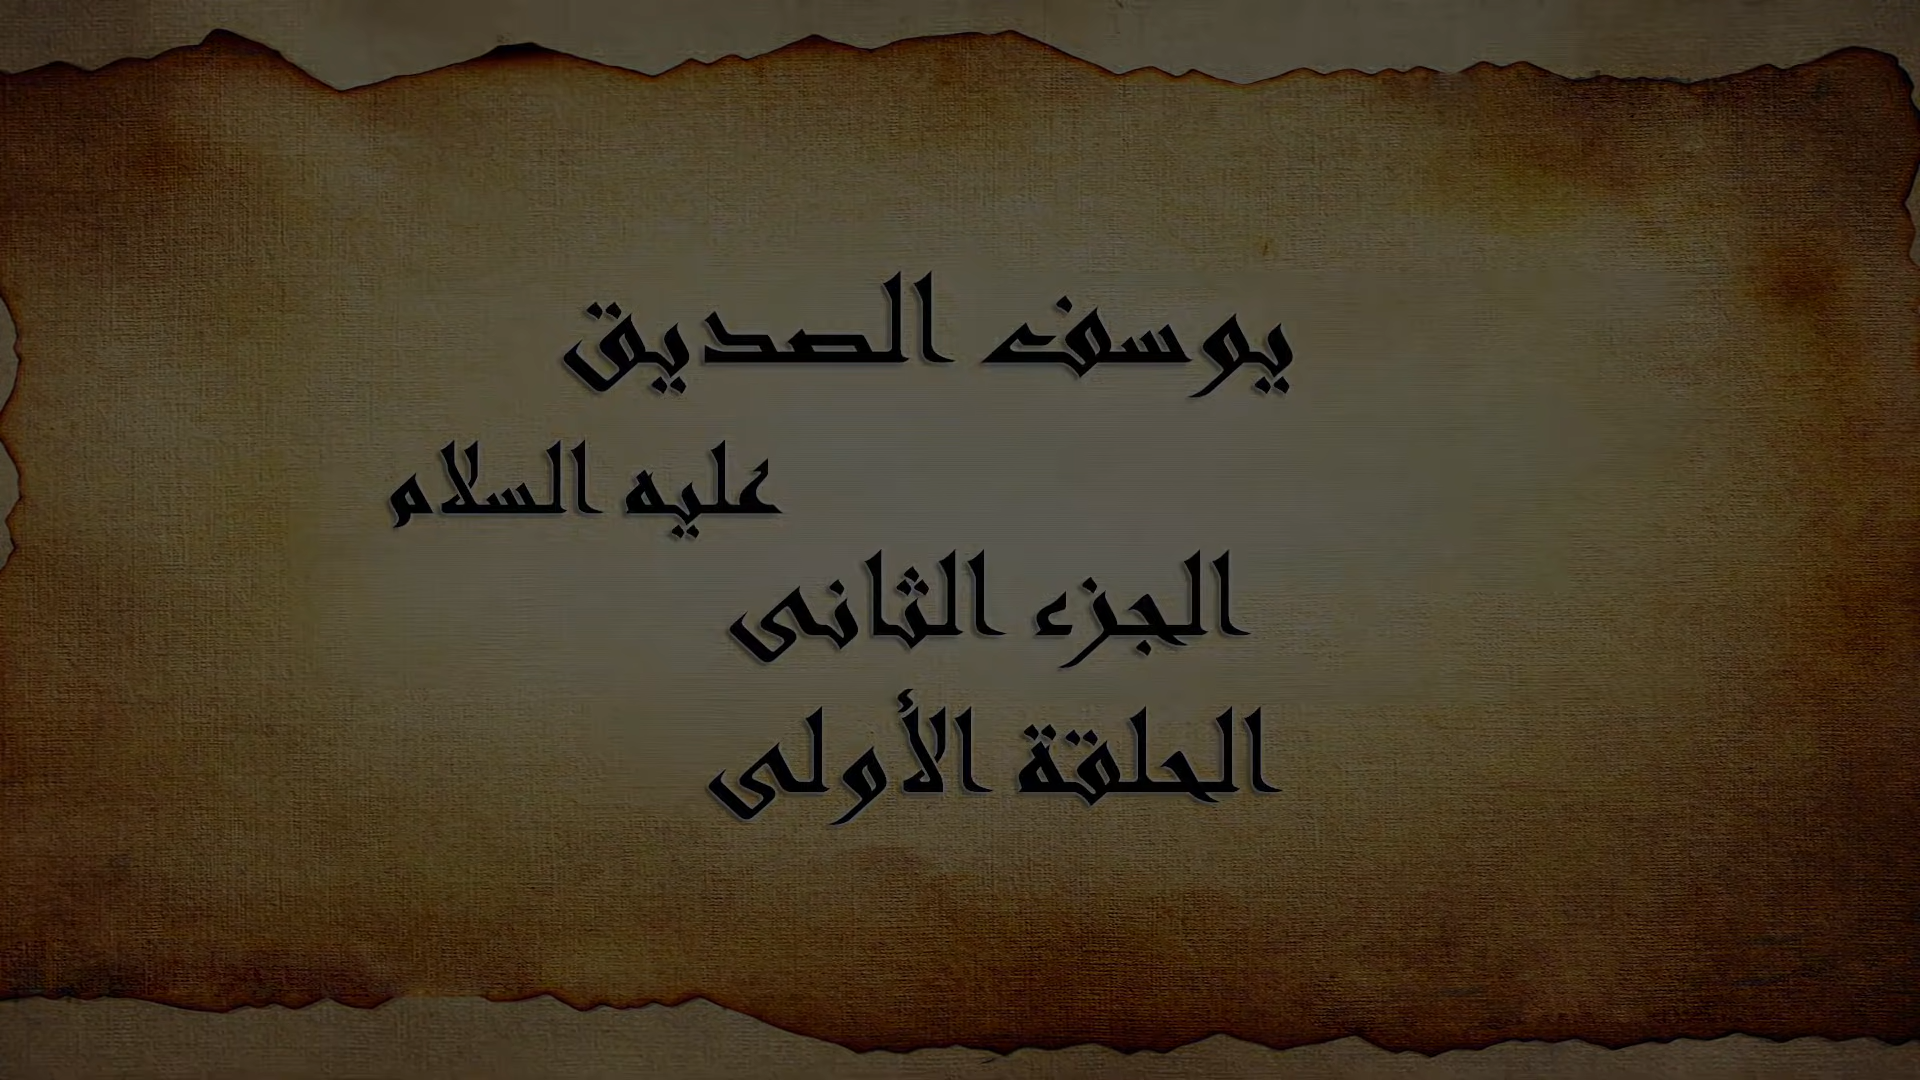 يوسف الصديق
عليه السلام
الجزء الثانى
الحلقة الأولى